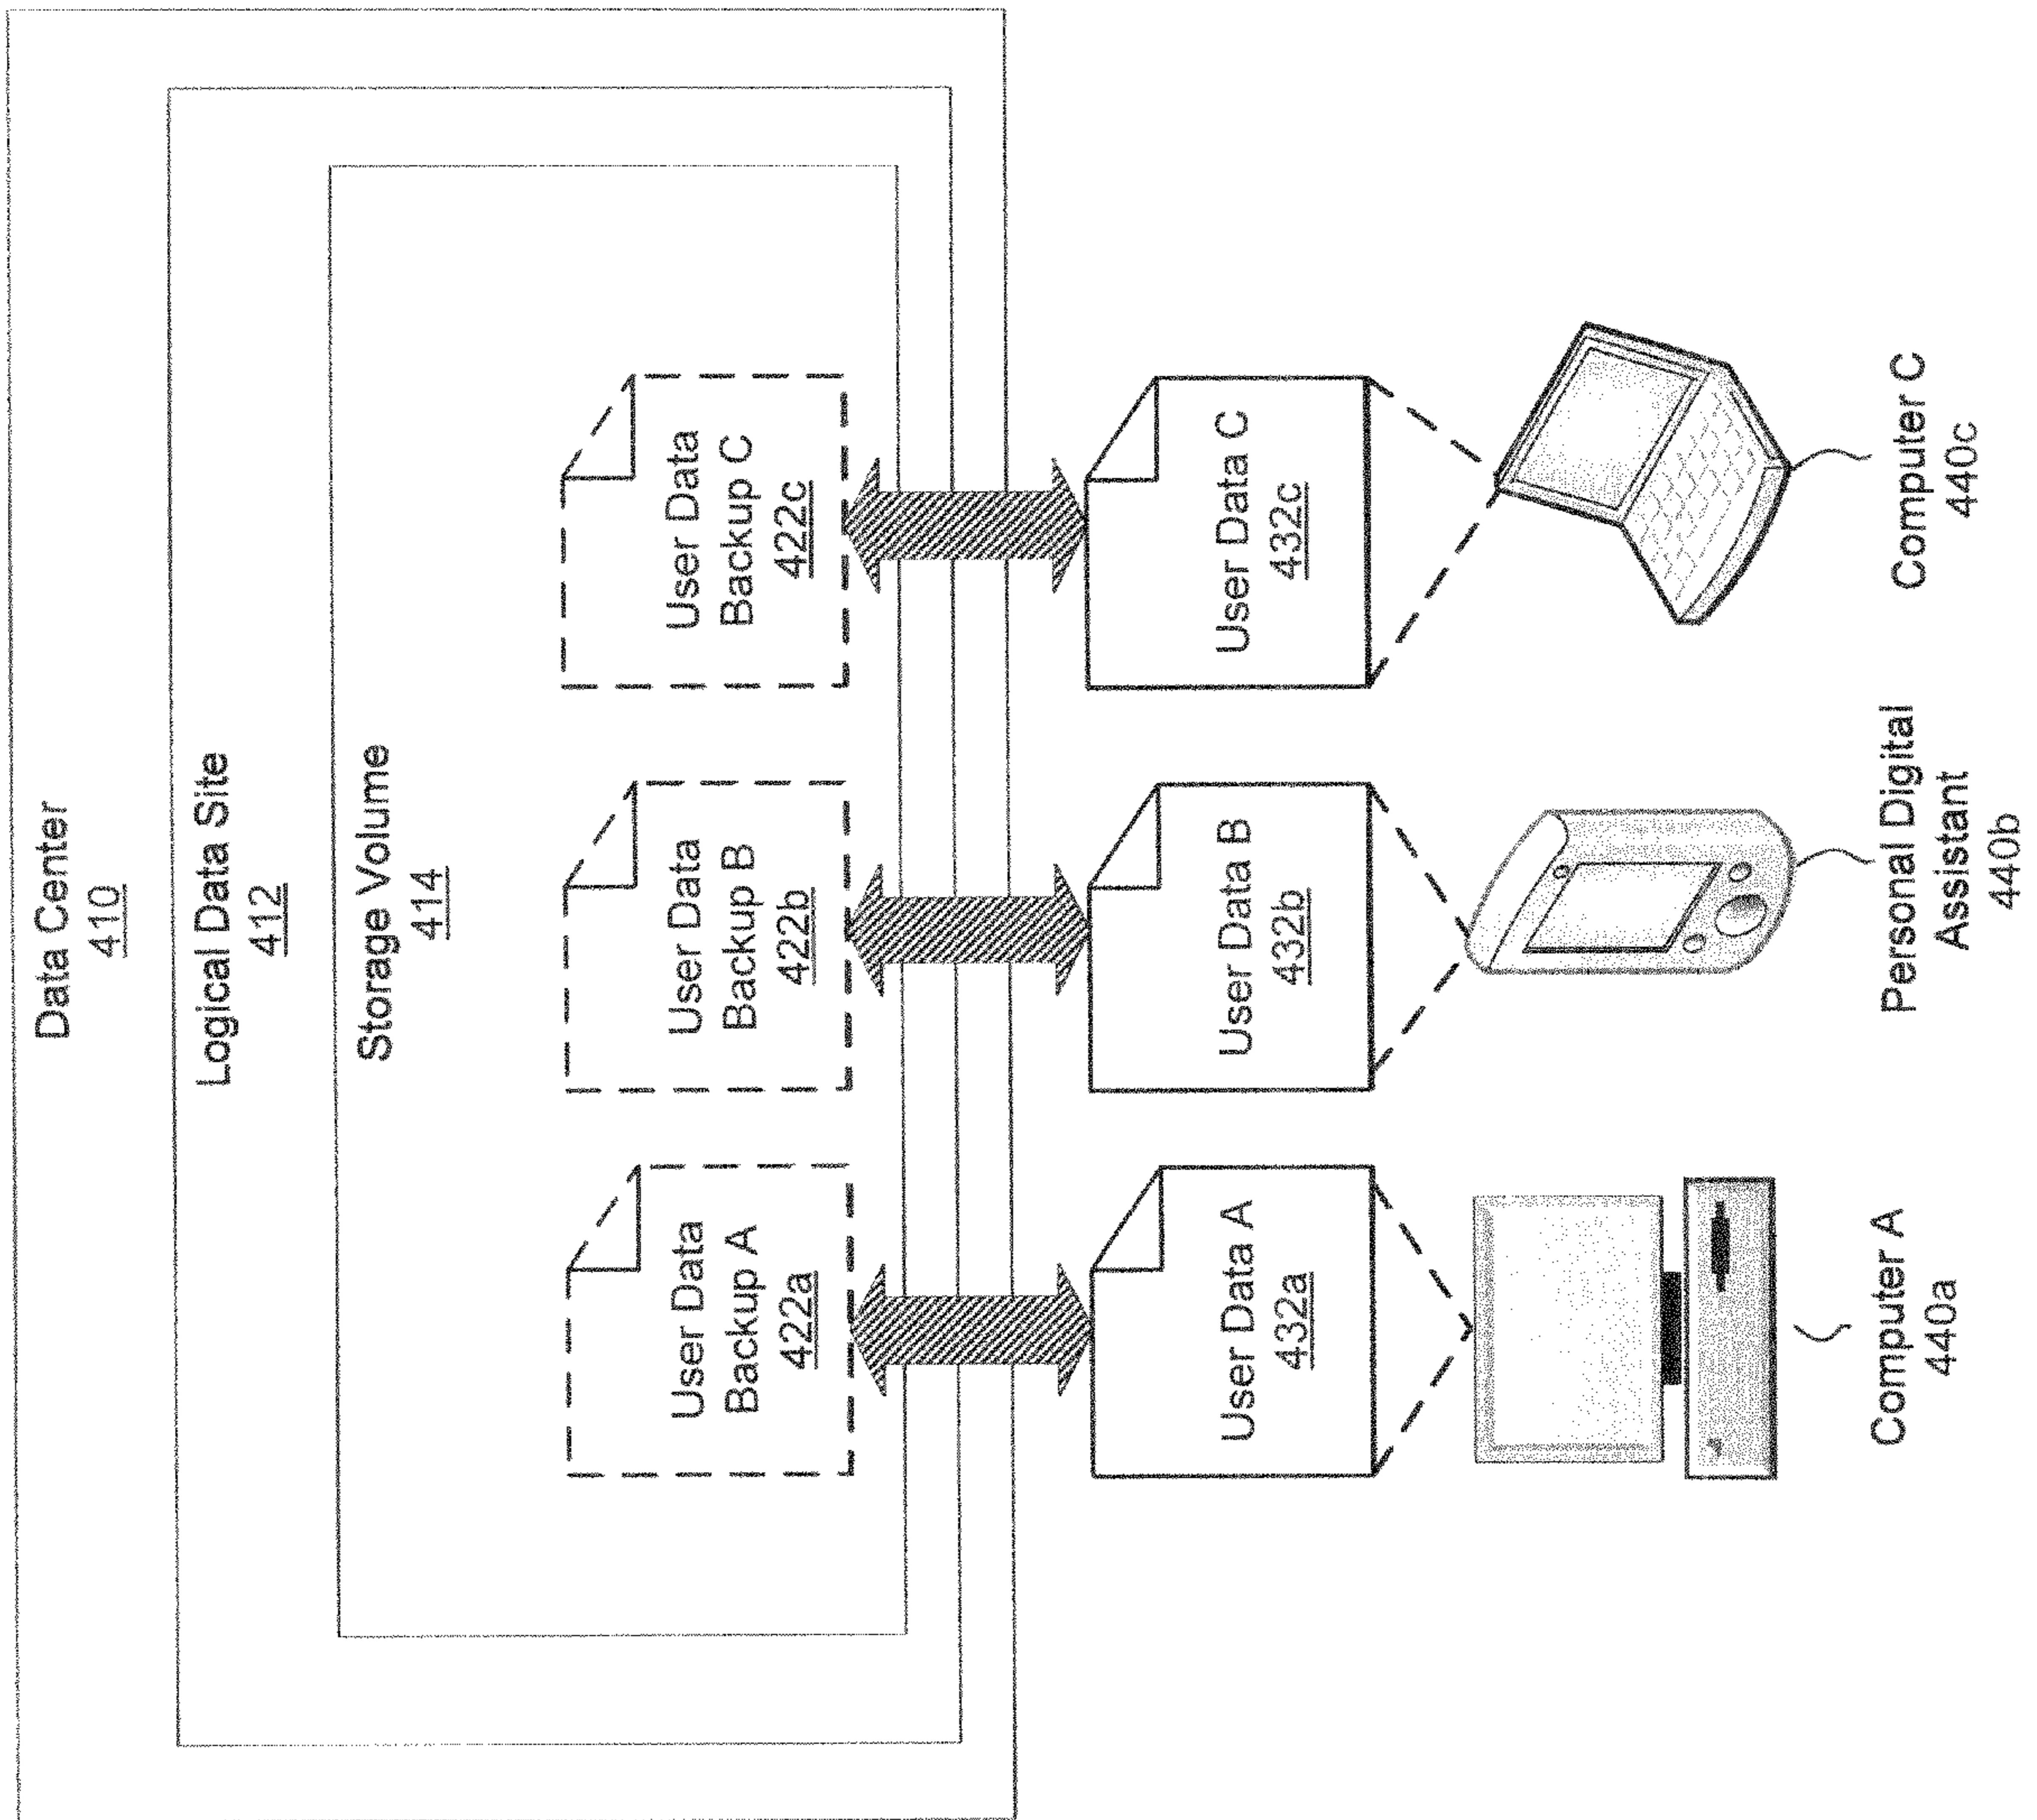 Data Center
410
Logical Data Site
412
Storage Volume
414
User Data
Backup A
422a
User Data
Backup B
422b
User Data
Backup C
422c
User Data A
432a
User Data B
432b
User Data C
432c
Computer A
440a
Personal Digital
Assistant
440b
Computer C
440c